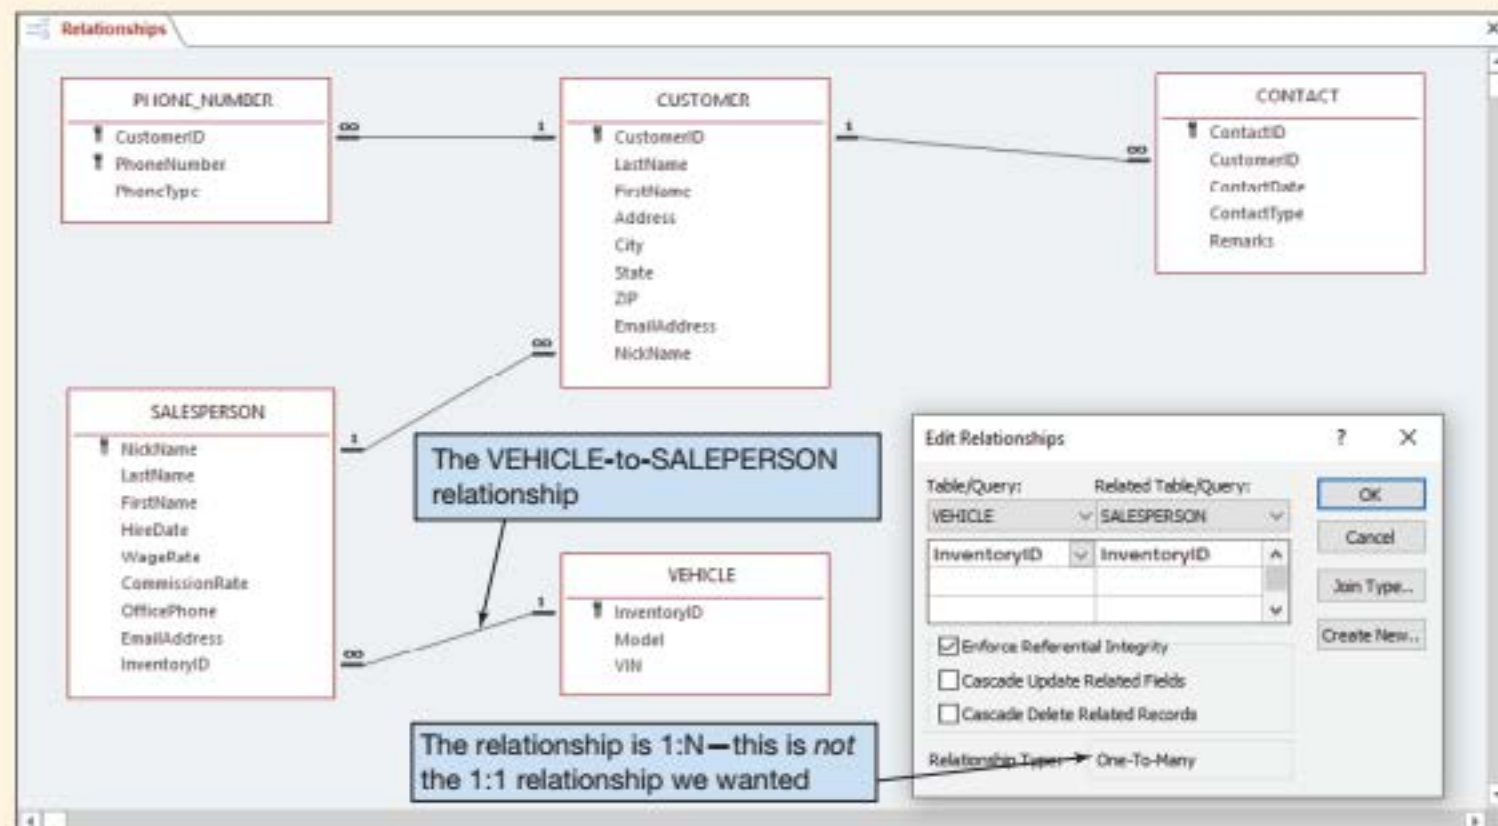 Relationships
PHONE_NUMBER
CustomerID
PhoneNumber
PhoneType
∞
1
CUSTOMER
CustomerID
LastName
FirstName
Address
City
State
ZIP
EmailAddress
NickName
1
∞
CONTACT
ContactID
CustomerID
ContactDate
ContactType
Remarks
∞
1
SALESPERSON
NickName
LastName
FirstName
HireDate
WageRate
CommissionRate
OfficePhone
EmailAddress
InventoryID
The VEHICLE-to-SALEPERSON
relationship
∞
1
VEHICLE
InventoryID
Model
VIN
The relationship is 1:N—this is not
the 1:1 relationship we wanted
Edit Relationships
?
Table/Query: Related Table/Query:
VEHICLE SALESPERSON
InventoryID InventoryID
Enforce Referential Integrity
Cascade Update Related Fields
Cascade Delete Related Records
Relationship Type: One-To-Many
OK
Cancel
Join Type...
Create New..